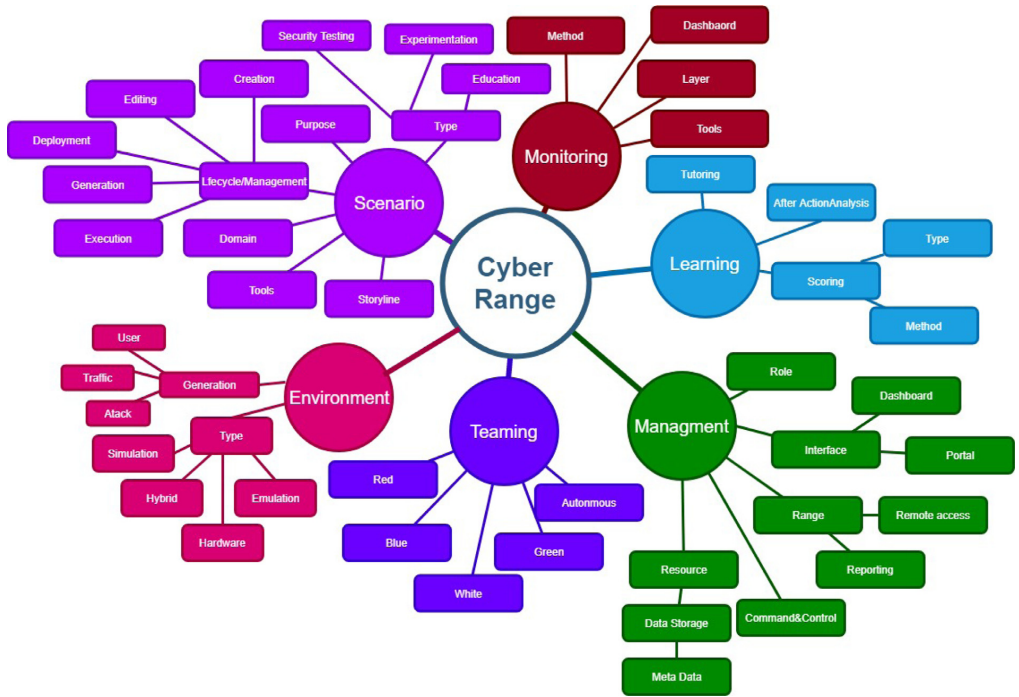 Cyber
Range
Scenario
Security Testing
Experimentation
Education
Type
Purpose
Creation
Editing
Deployment
Lfecycle/Management
Generation
Execution
Domain
Tools
Storyline
Monitoring
Method
Dashbaord
Layer
Tools
Learning
Tutoring
After ActionAnalysis
Type
Scoring
Method
Managment
Role
Dashboard
Interface
Portal
Range
Remote access
Reporting
Resource
Command&Control
Data Storage
Meta Data
Teaming
Red
Autonmous
Blue
Green
White
Environment
User
Traffic
Generation
Atack
Type
Simulation
Hybrid
Emulation
Hardware